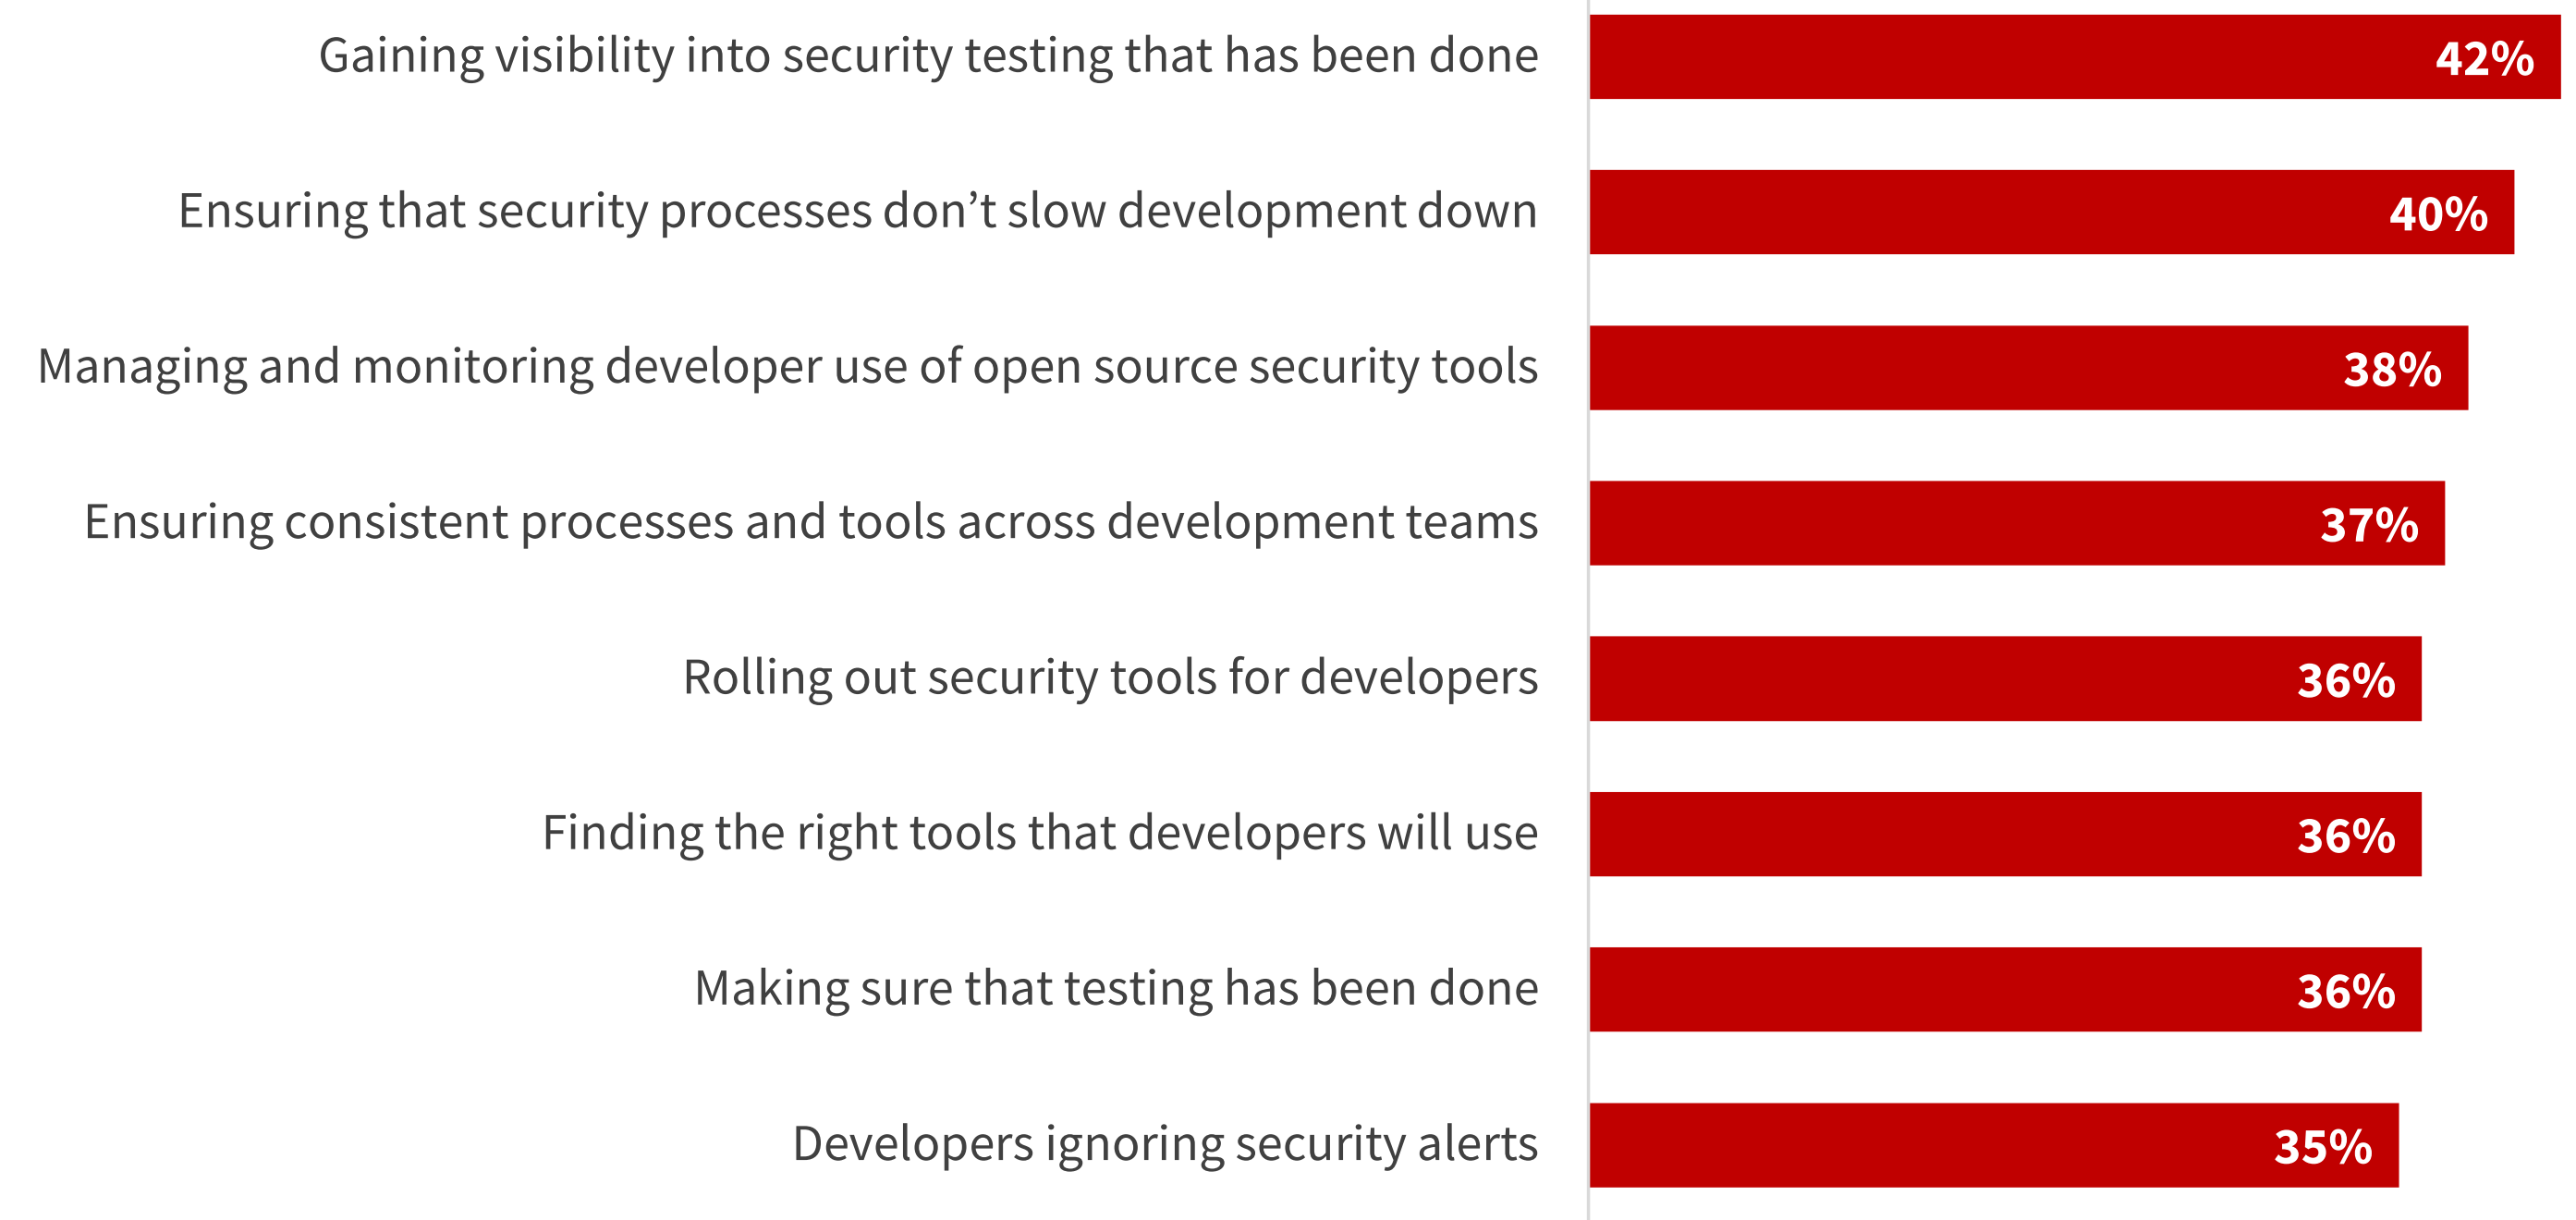 Gaining visibility into security testing that has been done 42%
Ensuring that security processes don’t slow development down 40%
Managing and monitoring developer use of open source security tools 38%
Ensuring consistent processes and tools across development teams 37%
Rolling out security tools for developers 36%
Finding the right tools that developers will use 36%
Making sure that testing has been done 36%
Developers ignoring security alerts 35%